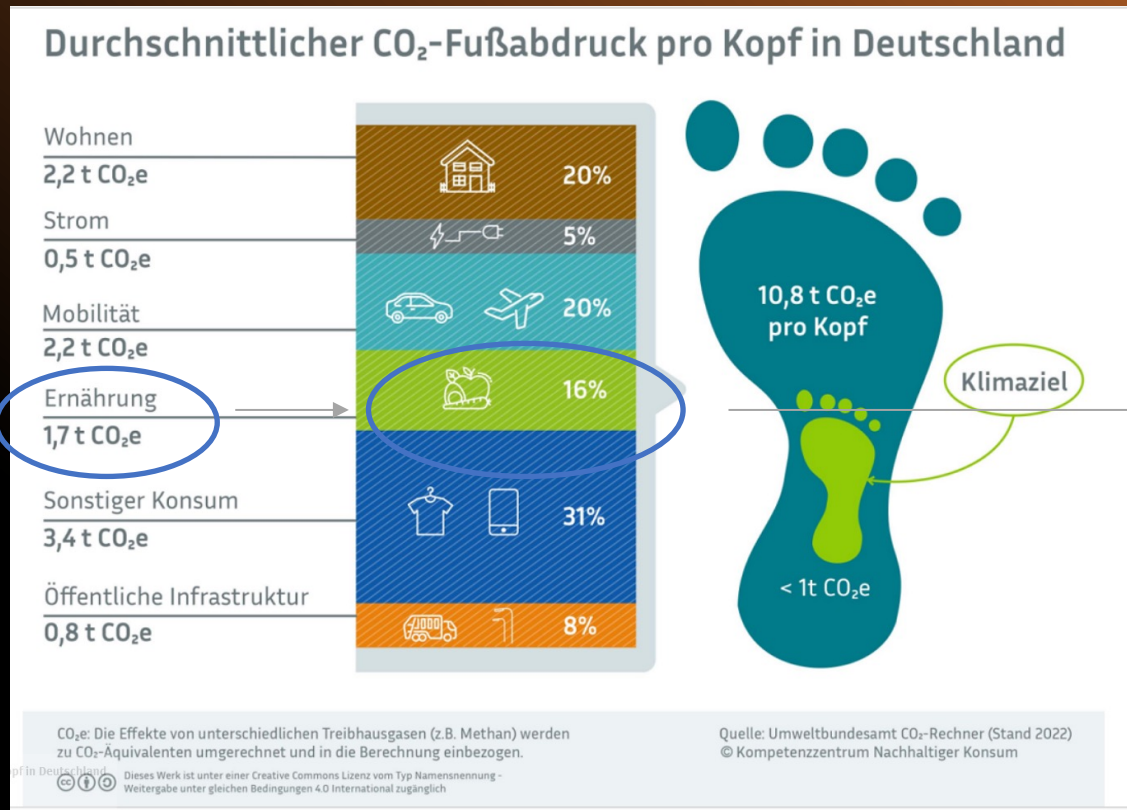 Durchschnittlicher CO₂-Fußabdruck pro Kopf in Deutschland
Wohnen
2,2 t CO₂e
20%
Strom
0,5 t CO₂e
5%
Mobilität
2,2 t CO₂e
20%
Ernährung
1,7 t CO₂e
16%
Sonstiger Konsum
3,4 t CO₂e
31%
Öffentliche Infrastruktur
0,8 t CO₂e
8%
10,8 t CO₂e
pro Kopf
Klimaziel
< 1t CO₂e
CO₂e: Die Effekte von unterschiedlichen Treibhausgasen (z.B. Methan) werden
zu CO₂-Äquivalenten umgerechnet und in die Berechnung einbezogen.
Quelle: Umweltbundesamt CO₂-Rechner (Stand 2022)
© Kompetenzzentrum Nachhaltiger Konsum
pf in Deutschland
cc
Dieses Werk ist unter einer Creative Commons Lizenz vom Typ Namensnennung -
Weitergabe unter gleichen Bedingungen 4.0 International zugänglich